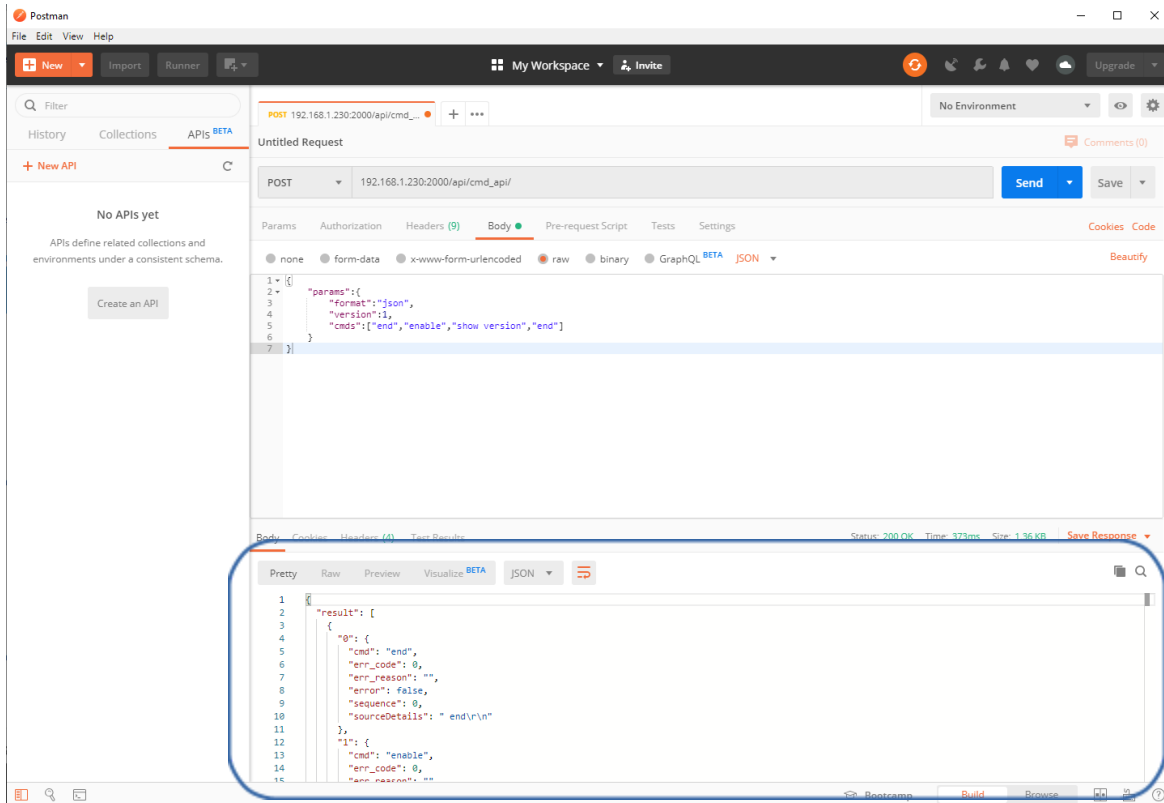 Postman
File Edit View Help
New Import Runner My Workspace Invite Upgrade
Filter
History Collections APIs BETA
+ New API
No APIs yet
APIs define related collections and
environments under a consistent schema.
Create an API
POST 192.168.1.230:2000/api/cmd_... + ••• No Environment
Untitled Request Comments (0)
POST 192.168.1.230:2000/api/cmd_api/ Send Save
Params Authorization Headers (9) Body Pre-request Script Tests Settings Cookies Code
none form-data x-www-form-urlencoded raw binary GraphQL BETA JSON Beautify
1 {
2 "params":{
3 "format":"json",
4 "version":1,
5 "cmds":["end","enable","show version","end"]
6 }
7 }
Body Cookies Headers (4) Test Results Status: 200 OK Time: 373ms Size: 1.36 KB Save Response
Pretty Raw Preview Visualize BETA JSON
1 {
2 "result": [
3 {
4 "0": {
5 "cmd": "end",
6 "err_code": 0,
7 "err_reason": "",
8 "error": false,
9 "sequence": 0,
10 "sourceDetails": " end\r\n"
11 },
12 "1": {
13 "cmd": "enable",
14 "err_code": 0,
15 "err_reason": ""
Bootcamp Build Browse